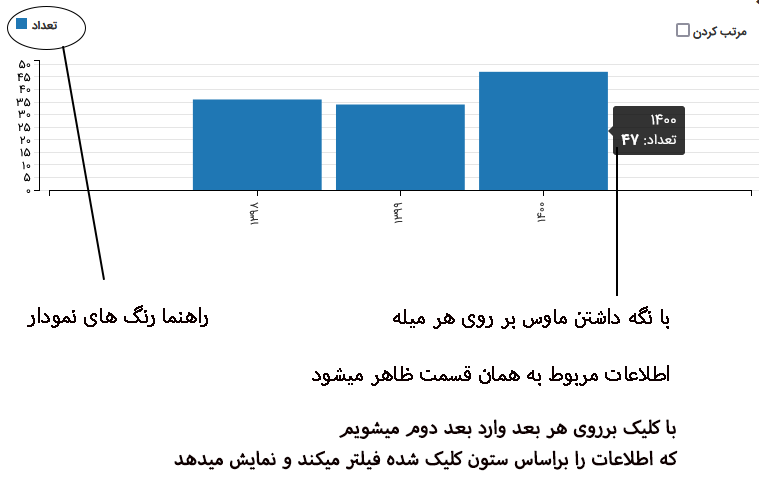 تعداد
مرتب کردن
۵۰
۴۵
۴۰
۳۵
۳۰
۲۵
۲۰
۱۵
۱۰
۵
۰
۱۴۰۰
تعداد: ۴۷
۱۳۹۸
۱۳۹۹
۱۴۰۰
با نگه داشتن ماوس بر روی هر میله
راهنما رنگ های نمودار
اطلاعات مربوط به همان قسمت ظاهر میشود
با کلیک برروی هر بعد وارد بعد دوم میشویم
که اطلاعات را براساس ستون کلیک شده فیلتر میکند و نمایش میدهد